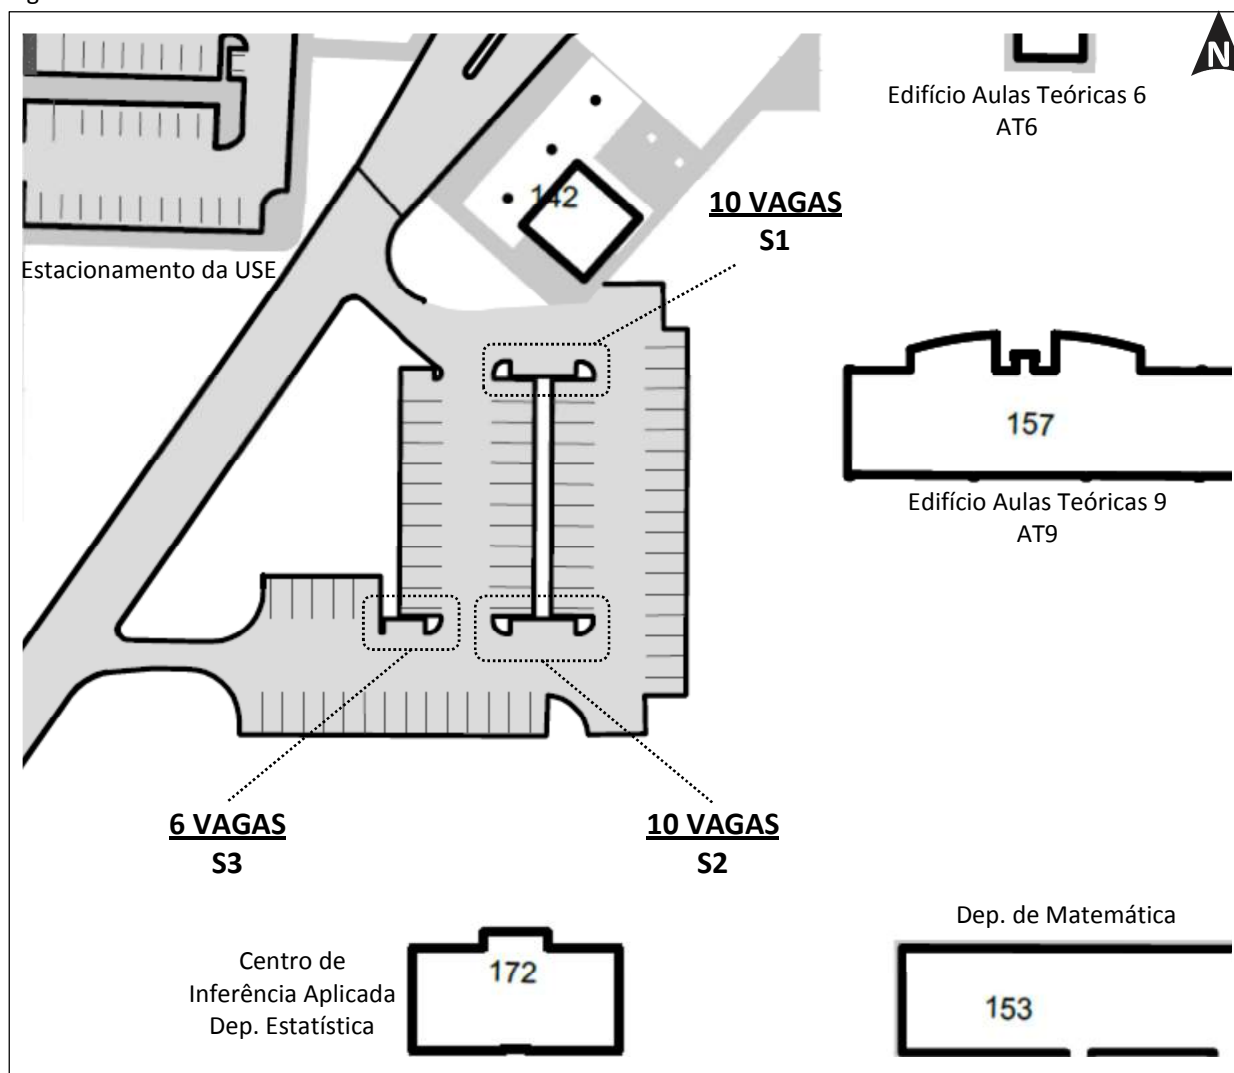 N
Edifício Aulas Teóricas 6
AT6
142
10 VAGAS
S1
Estacionamento da USE
157
Edifício Aulas Teóricas 9
AT9
6 VAGAS
S3
10 VAGAS
S2
Dep. de Matemática
Centro de
Inferência Aplicada
Dep. Estatística
172
153